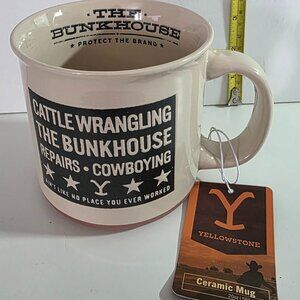 THE
BUNKHOUSE
PROTECT THE BRAND
CATTLE WRANGLING
THE BUNKHOUSE
REPAIRS • COWBOYING
Y
AIN'T LIKE NO PLACE YOU EVER WORKED
Y
YELLOWSTONE
Ceramic Mug